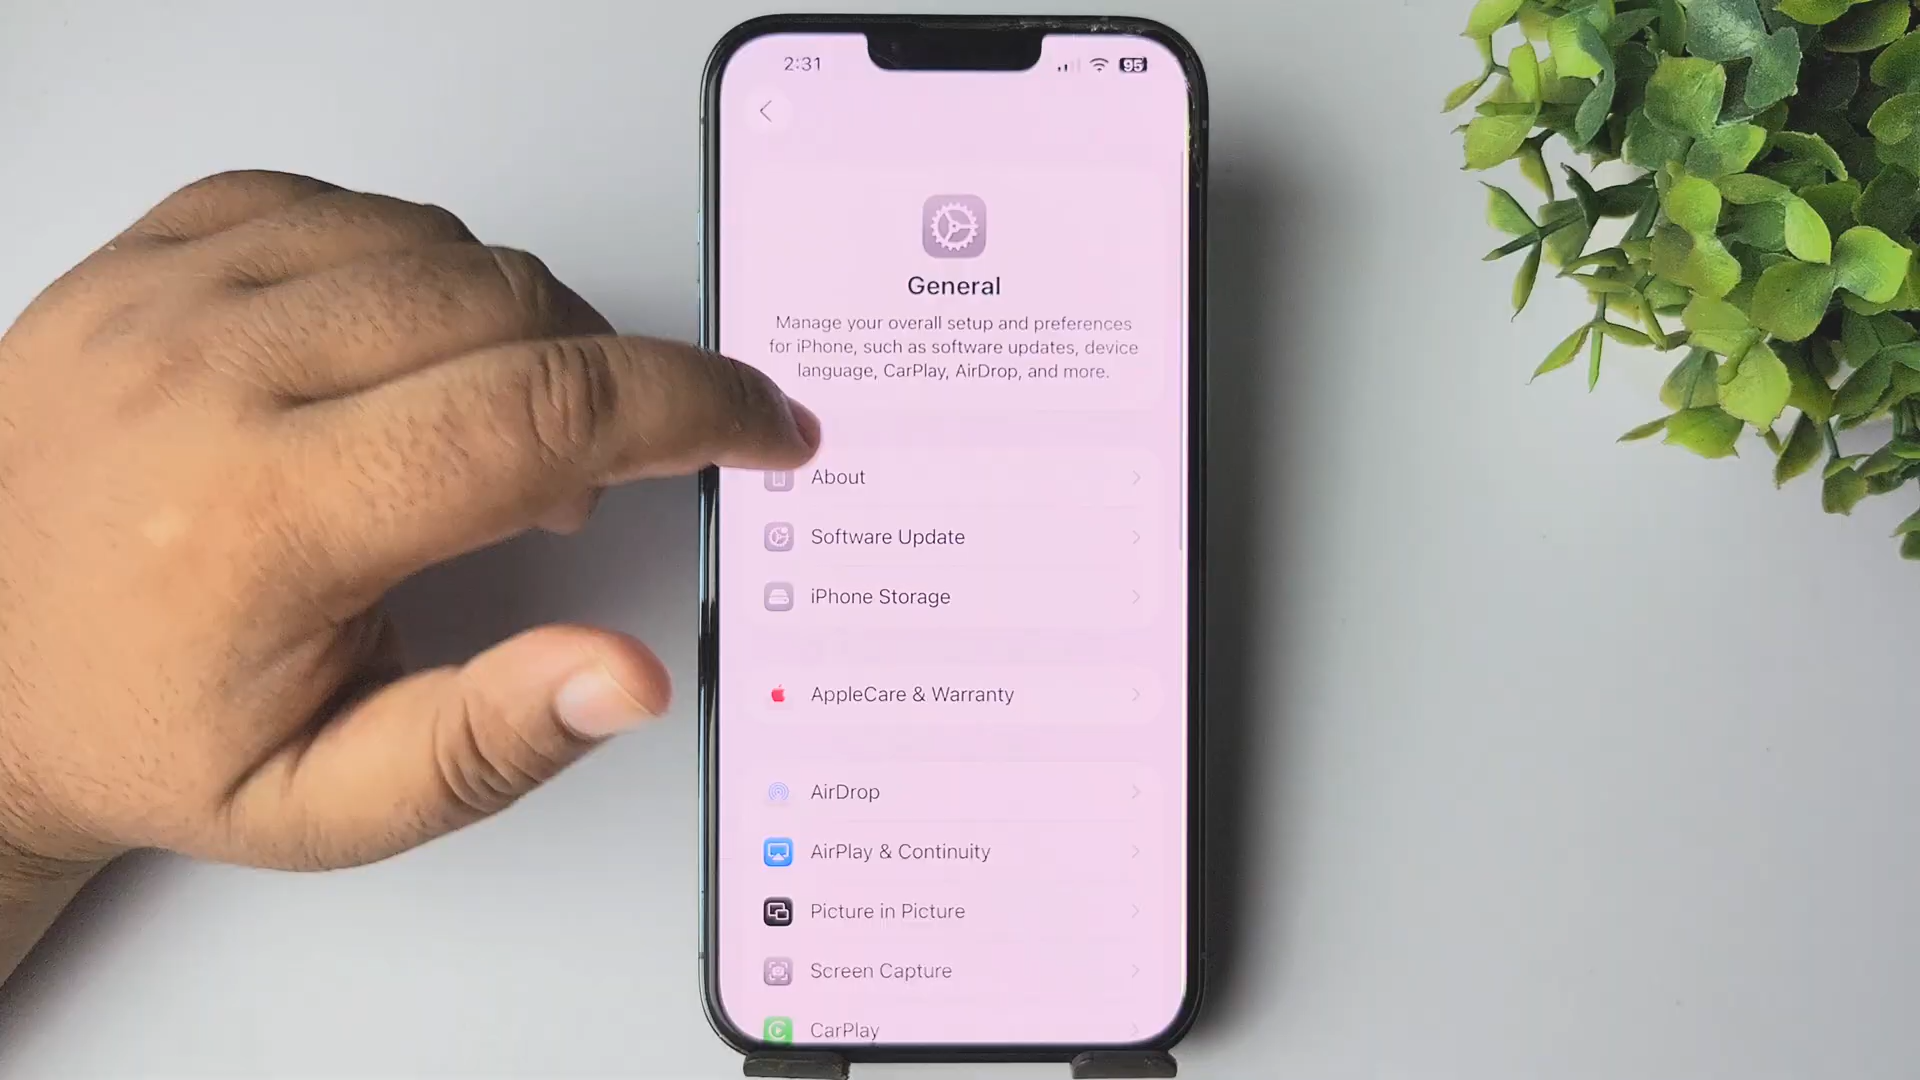 2:31
95
General
Manage your overall setup and preferences
for iPhone, such as software updates, device
language, CarPlay, AirDrop, and more.
About
Software Update
iPhone Storage
AppleCare & Warranty
AirDrop
AirPlay & Continuity
Picture in Picture
Screen Capture
CarPlay